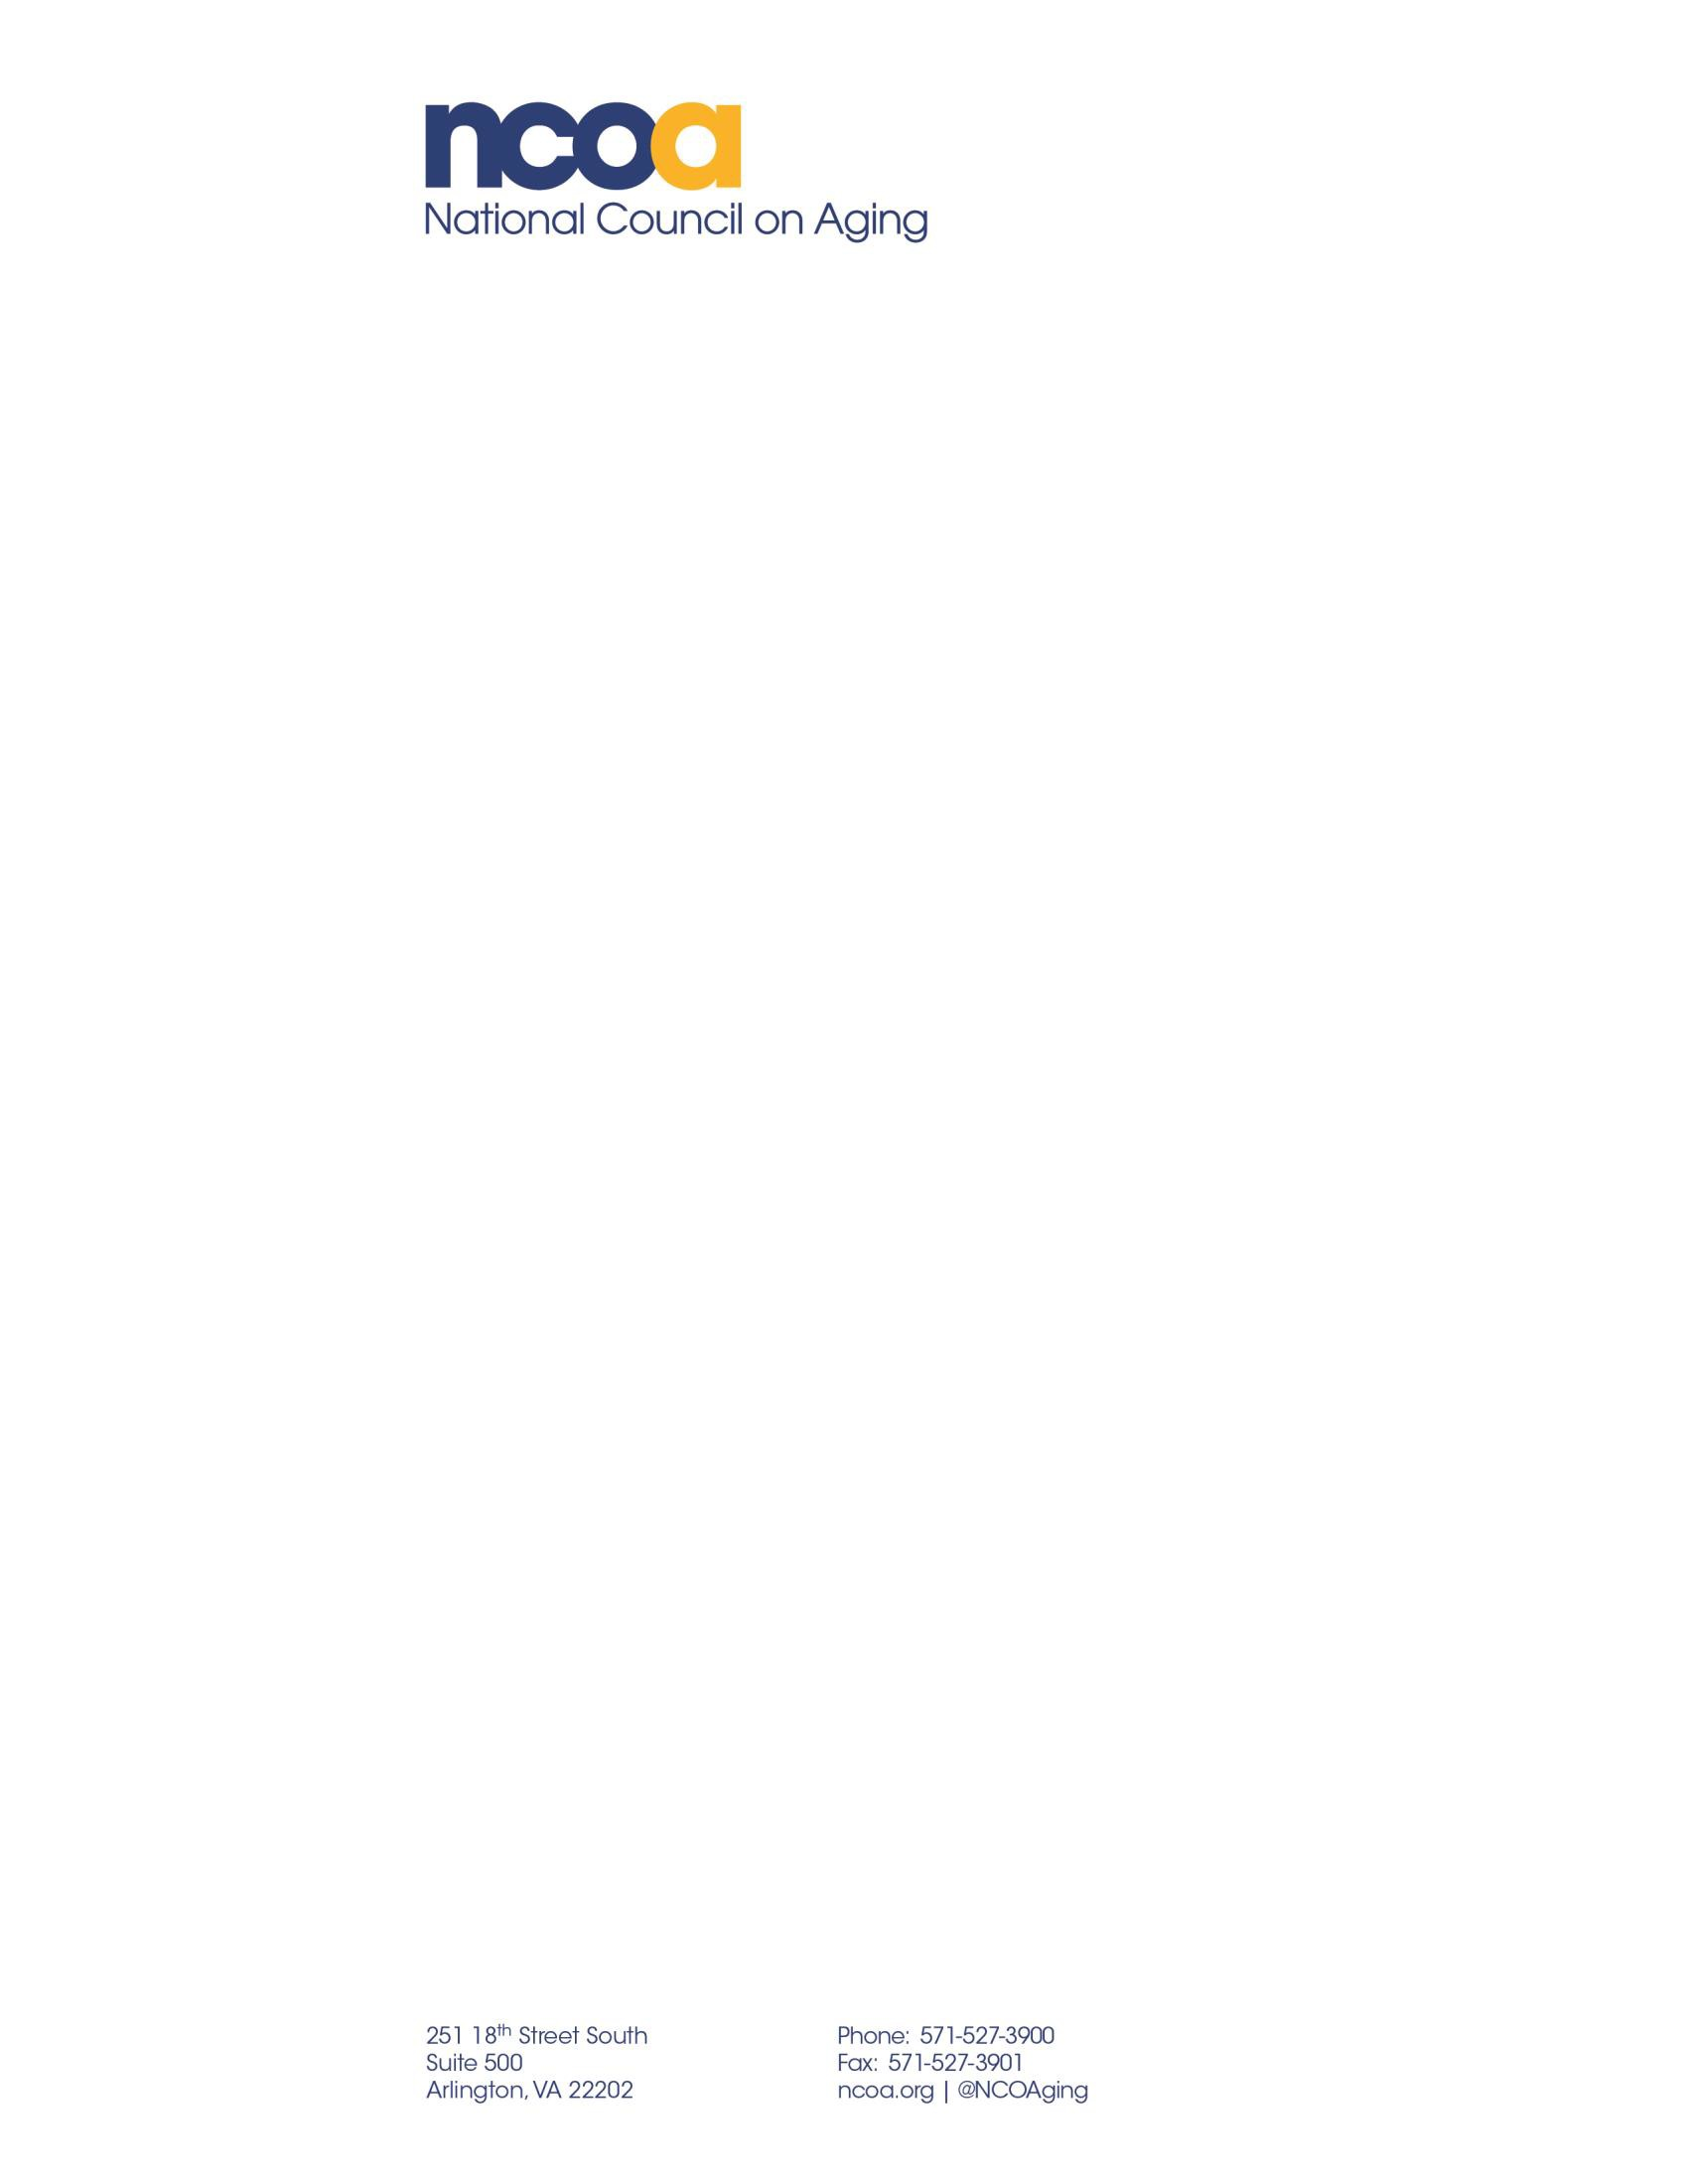 ncoa
National Council on Aging
251 18th Street South
Suite 500
Arlington, VA 22202
Phone: 571-527-3900
Fax: 571-527-3901
ncoa.org | @NCOAging